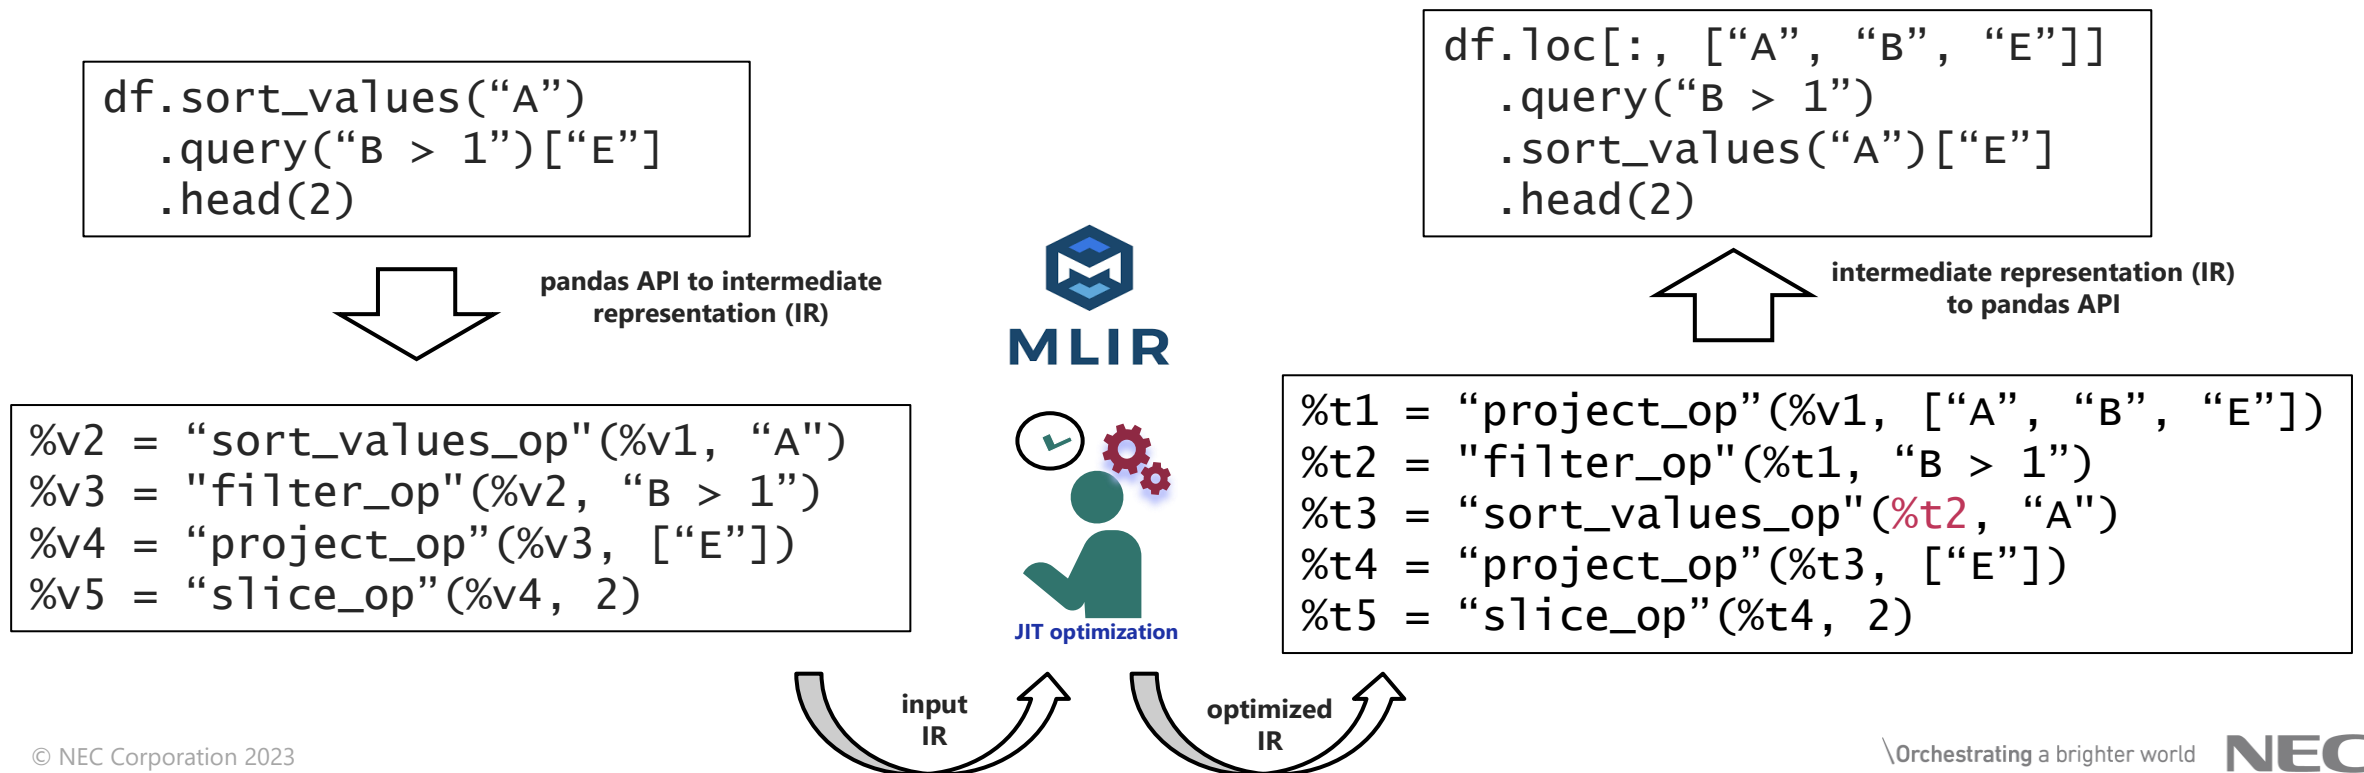 df.sort_values(“A”)
.query(“B > 1”)[“E”]
.head(2)
pandas API to intermediate
representation (IR)
%v2 = “sort_values_op"(%v1, “A")
%v3 = "filter_op"(%v2, “B > 1”)
%v4 = “project_op”(%v3, [“E”])
%v5 = “slice_op”(%v4, 2)
MLIR
JIT optimization
input
IR
optimized
IR
df.loc[:, [“A”, “B”, “E”]]
.query(“B > 1”)
.sort_values(“A”)[“E”]
.head(2)
intermediate representation (IR)
to pandas API
%t1 = “project_op”(%v1, [“A”, “B”, “E”])
%t2 = "filter_op"(%t1, “B > 1”)
%t3 = “sort_values_op"(%t2, “A")
%t4 = “project_op”(%t3, [“E”])
%t5 = “slice_op”(%t4, 2)
© NEC Corporation 2023
\Orchestrating a brighter world
NEC